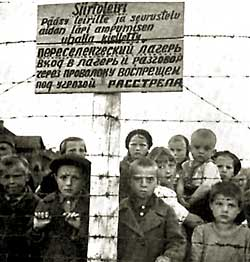 Siirtoleiri
Pääsy leirille ja seurustelu
aidan läpi ampumisen
uhalla kielletty.
ПЕРЕСЕЛЕНЧЕСКИЙ ЛАГЕРЬ
ВХОД В ЛАГЕРЬ И РАЗГОВОР
ЧЕРЕЗ ПРОВОЛОКУ ВОСПРЕЩЕН
ПОД УГРОЗОЙ РАССТРЕЛА